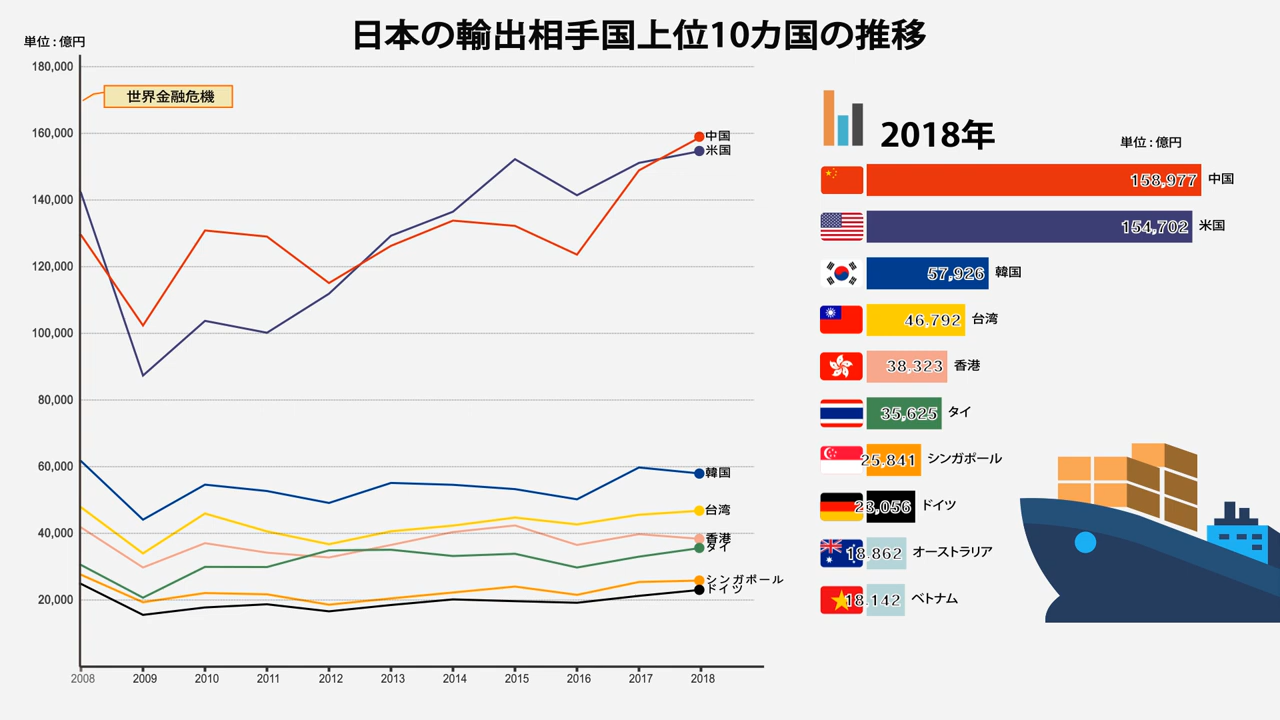 日本の輸出相手国上位10カ国の推移
単位：億円
180,000
世界金融危機
160,000
140,000
120,000
100,000
80,000
60,000
40,000
20,000
中国
米国
韓国
台湾
香港
タイ
シンガポール
ドイツ
2008
2009
2010
2011
2012
2013
2014
2015
2016
2017
2018
2018年
単位：億円
158,977 中国
154,702 米国
57,926 韓国
46,792 台湾
38,323 香港
35,625 タイ
25,841 シンガポール
23,056 ドイツ
18.862 オーストラリア
18.142 ベトナム